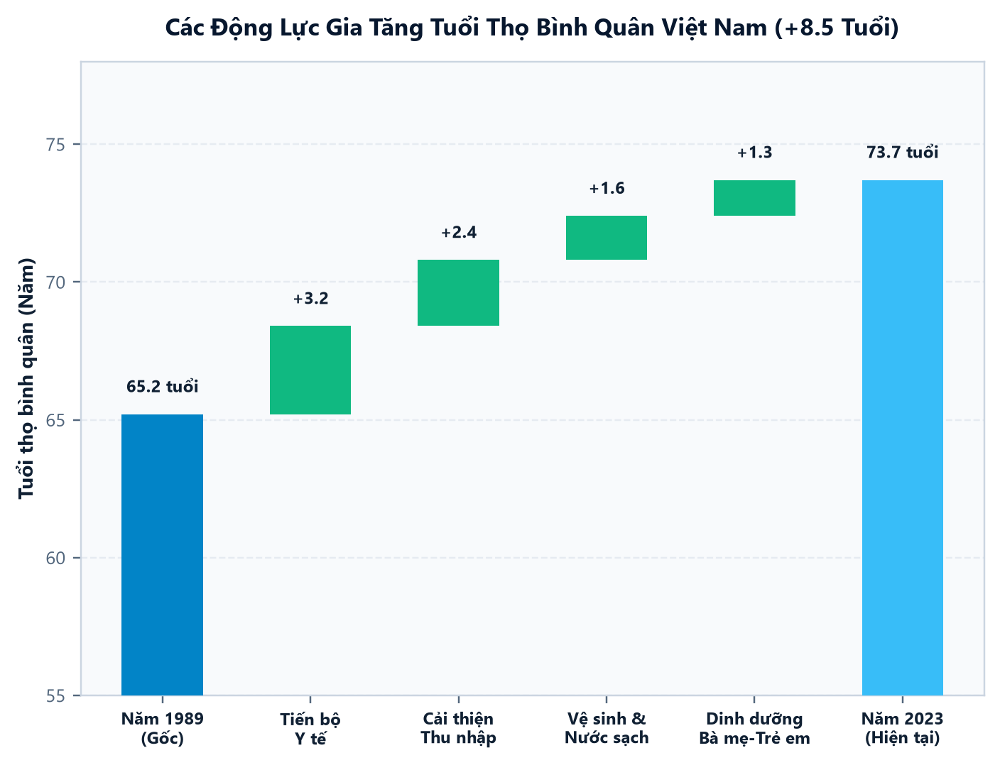 Các Động Lực Gia Tăng Tuổi Thọ Bình Quân Việt Nam (+8.5 Tuổi)
Tuổi thọ bình quân (Năm)
75
70
65
60
55
65.2 tuổi
+3.2
+2.4
+1.6
+1.3
73.7 tuổi
Năm 1989
(Gốc)
Tiến bộ
Y tế
Cải thiện
Thu nhập
Vệ sinh &
Nước sạch
Dinh dưỡng
Bà mẹ-Trẻ em
Năm 2023
(Hiện tại)